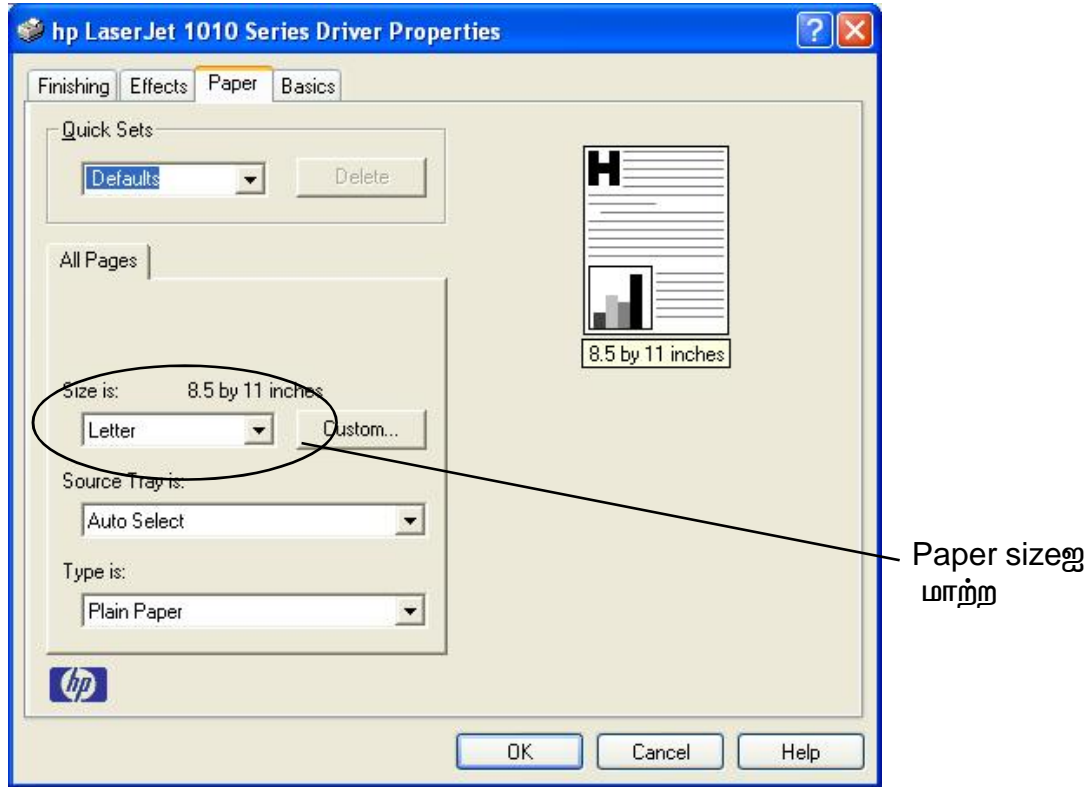 hp LaserJet 1010 Series Driver Properties
Finishing Effects Paper Basics
Quick Sets
Defaults Delete
H
All Pages
8.5 by 11 inches
Size is: 8.5 by 11 inches
Letter Custom...
Source Tray is:
Auto Select
Type is:
Plain Paper
Paper sizeஐ
மாற்ற
hp
OK Cancel Help